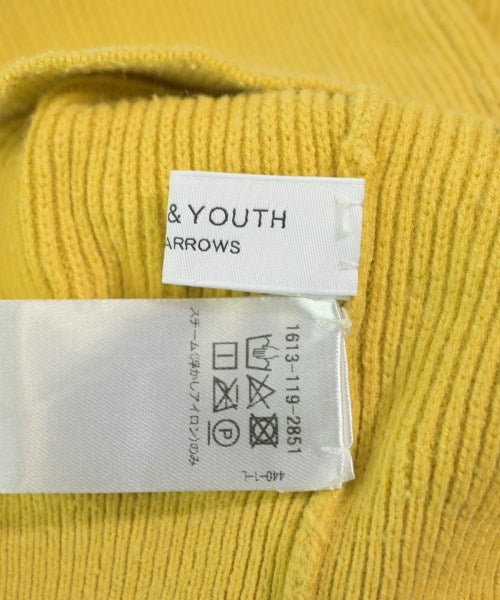 & YOUTH
ARROWS
1613-119-2851
P
スチーム(浮かしアイロン)のみ
440-1-L